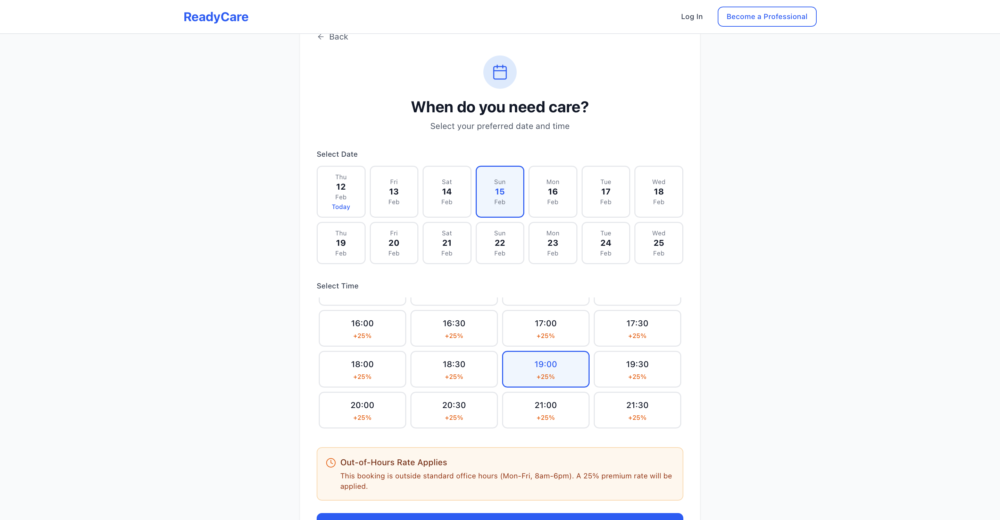 ReadyCare
Log In
Become a Professional
Back
When do you need care?
Select your preferred date and time
Select Date
Thu
12
Feb
Today
Fri
13
Feb
Sat
14
Feb
Sun
15
Feb
Mon
16
Feb
Tue
17
Feb
Wed
18
Feb
Thu
19
Feb
Fri
20
Feb
Sat
21
Feb
Sun
22
Feb
Mon
23
Feb
Tue
24
Feb
Wed
25
Feb
Select Time
16:00
+25%
16:30
+25%
17:00
+25%
17:30
+25%
18:00
+25%
18:30
+25%
19:00
+25%
19:30
+25%
20:00
+25%
20:30
+25%
21:00
+25%
21:30
+25%
Out-of-Hours Rate Applies
This booking is outside standard office hours (Mon-Fri, 8am-6pm). A 25% premium rate will be
applied.